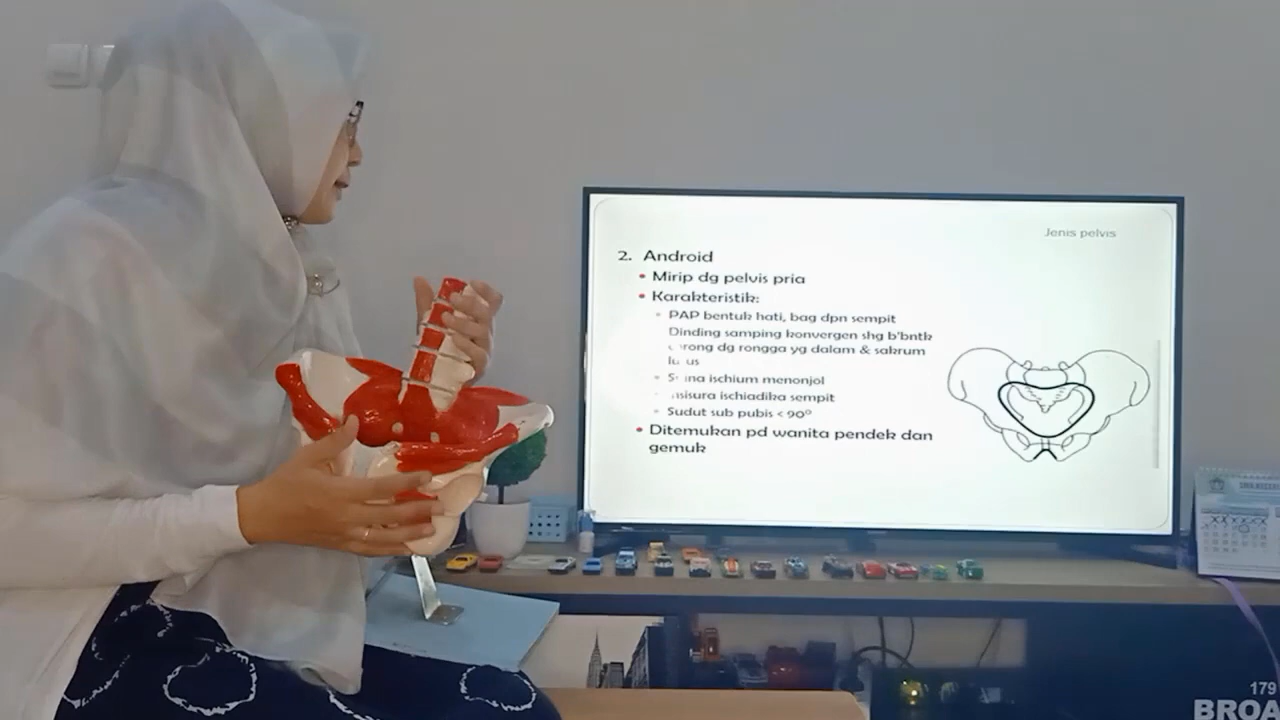 Jenis pelvis
2. Android
• Mirip dg pelvis pria
• Karakteristik:
PAP bentuk hati, bag dpn sempit
Dinding samping konvergen shg b'bntk
rong dg rongga yg dalam & sakrum
ischium menonjol
ischiadika sempit
Sudut sub pubis < 90°
• Ditemukan pd wanita pendek dan
gemuk
179
BROA